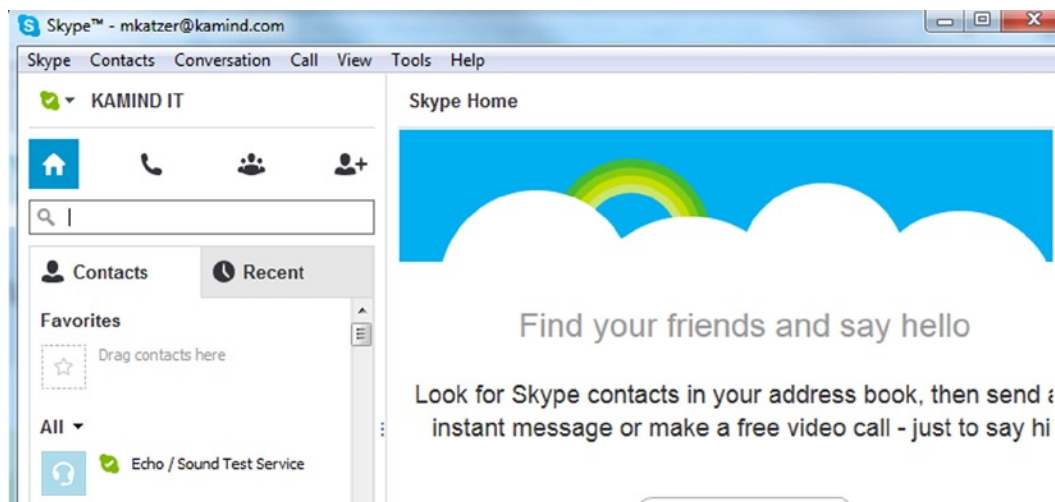 Skype™ - mkatzer@kamind.com
Skype Contacts Conversation Call View Tools Help
KAMIND IT
Skype Home
Contacts
Recent
Favorites
Drag contacts here
All
Echo / Sound Test Service
Find your friends and say hello
Look for Skype contacts in your address book, then send a
instant message or make a free video call - just to say hi